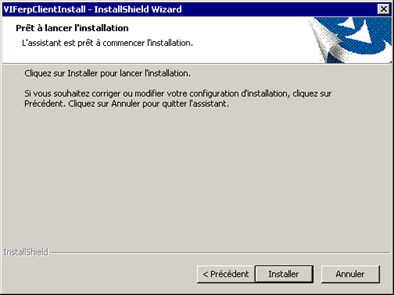 VIFerpClientInstall - InstallShield Wizard
Prêt à lancer l'installation
L'assistant est prêt à commencer l'installation.
Cliquez sur Installer pour lancer l'installation.
Si vous souhaitez corriger ou modifier votre configuration d'installation, cliquez sur
Précédent. Cliquez sur Annuler pour quitter l'assistant.
InstallShield
< Précédent Installer Annuler